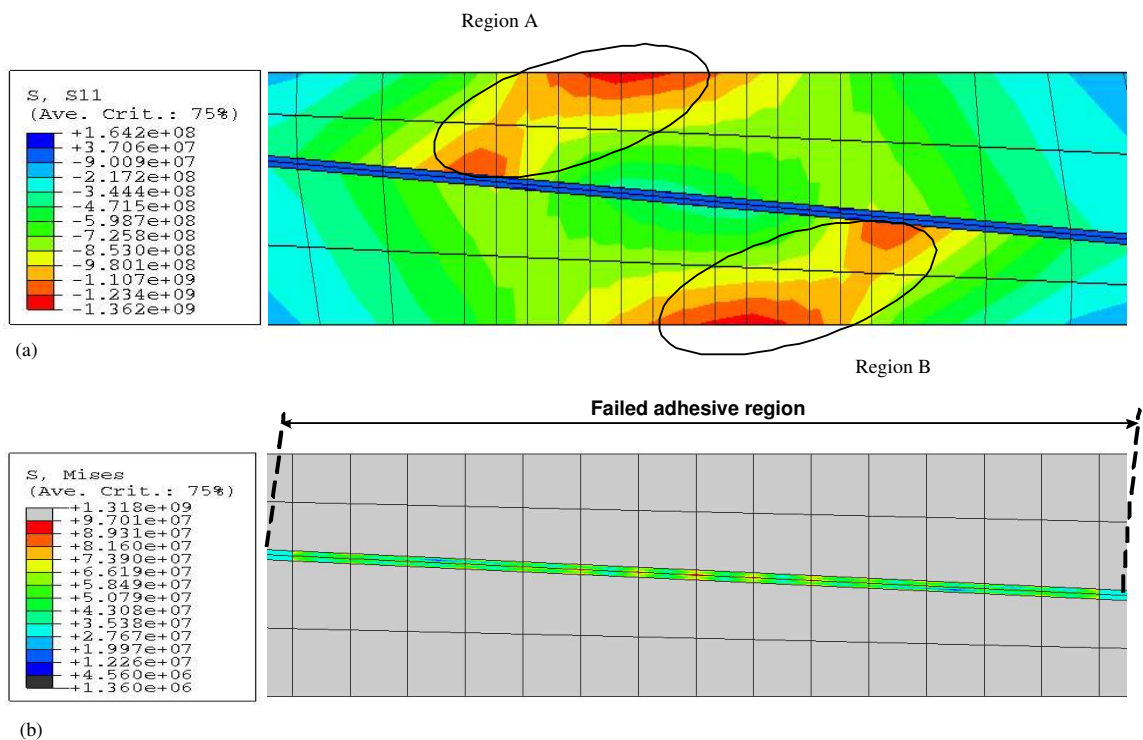 Region A
S, S11
(Ave. Crit.: 75%)
+1.642e+08
+3.706e+07
-9.009e+07
-2.172e+08
-3.444e+08
-4.715e+08
-5.987e+08
-7.258e+08
-8.530e+08
-9.801e+08
-1.107e+09
-1.234e+09
-1.362e+09
(a)
Region B
Failed adhesive region
S, Mises
(Ave. Crit.: 75%)
+1.318e+09
+9.701e+07
+8.931e+07
+8.160e+07
+7.390e+07
+6.619e+07
+5.849e+07
+5.079e+07
+4.308e+07
+3.538e+07
+2.767e+07
+1.997e+07
+1.226e+07
+4.560e+06
+1.360e+06
(b)